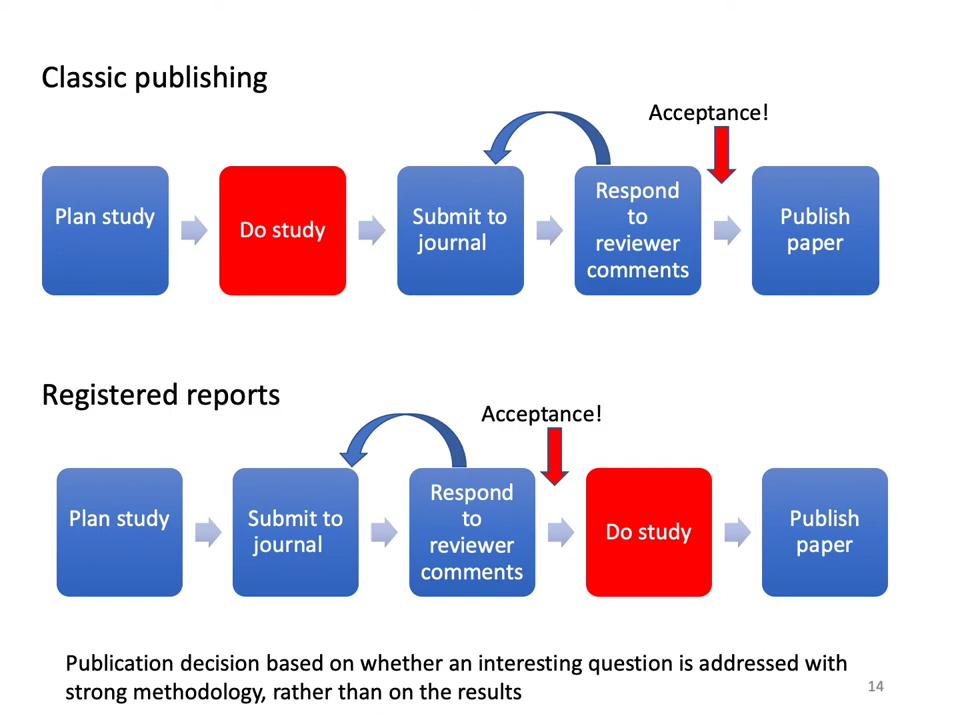 Classic publishing
Acceptance!
Plan study
Do study
Submit to
journal
Respond
to
reviewer
comments
Publish
paper
Registered reports
Acceptance!
Plan study
Submit to
journal
Respond
to
reviewer
comments
Do study
Publish
paper
Publication decision based on whether an interesting question is addressed with
strong methodology, rather than on the results
14